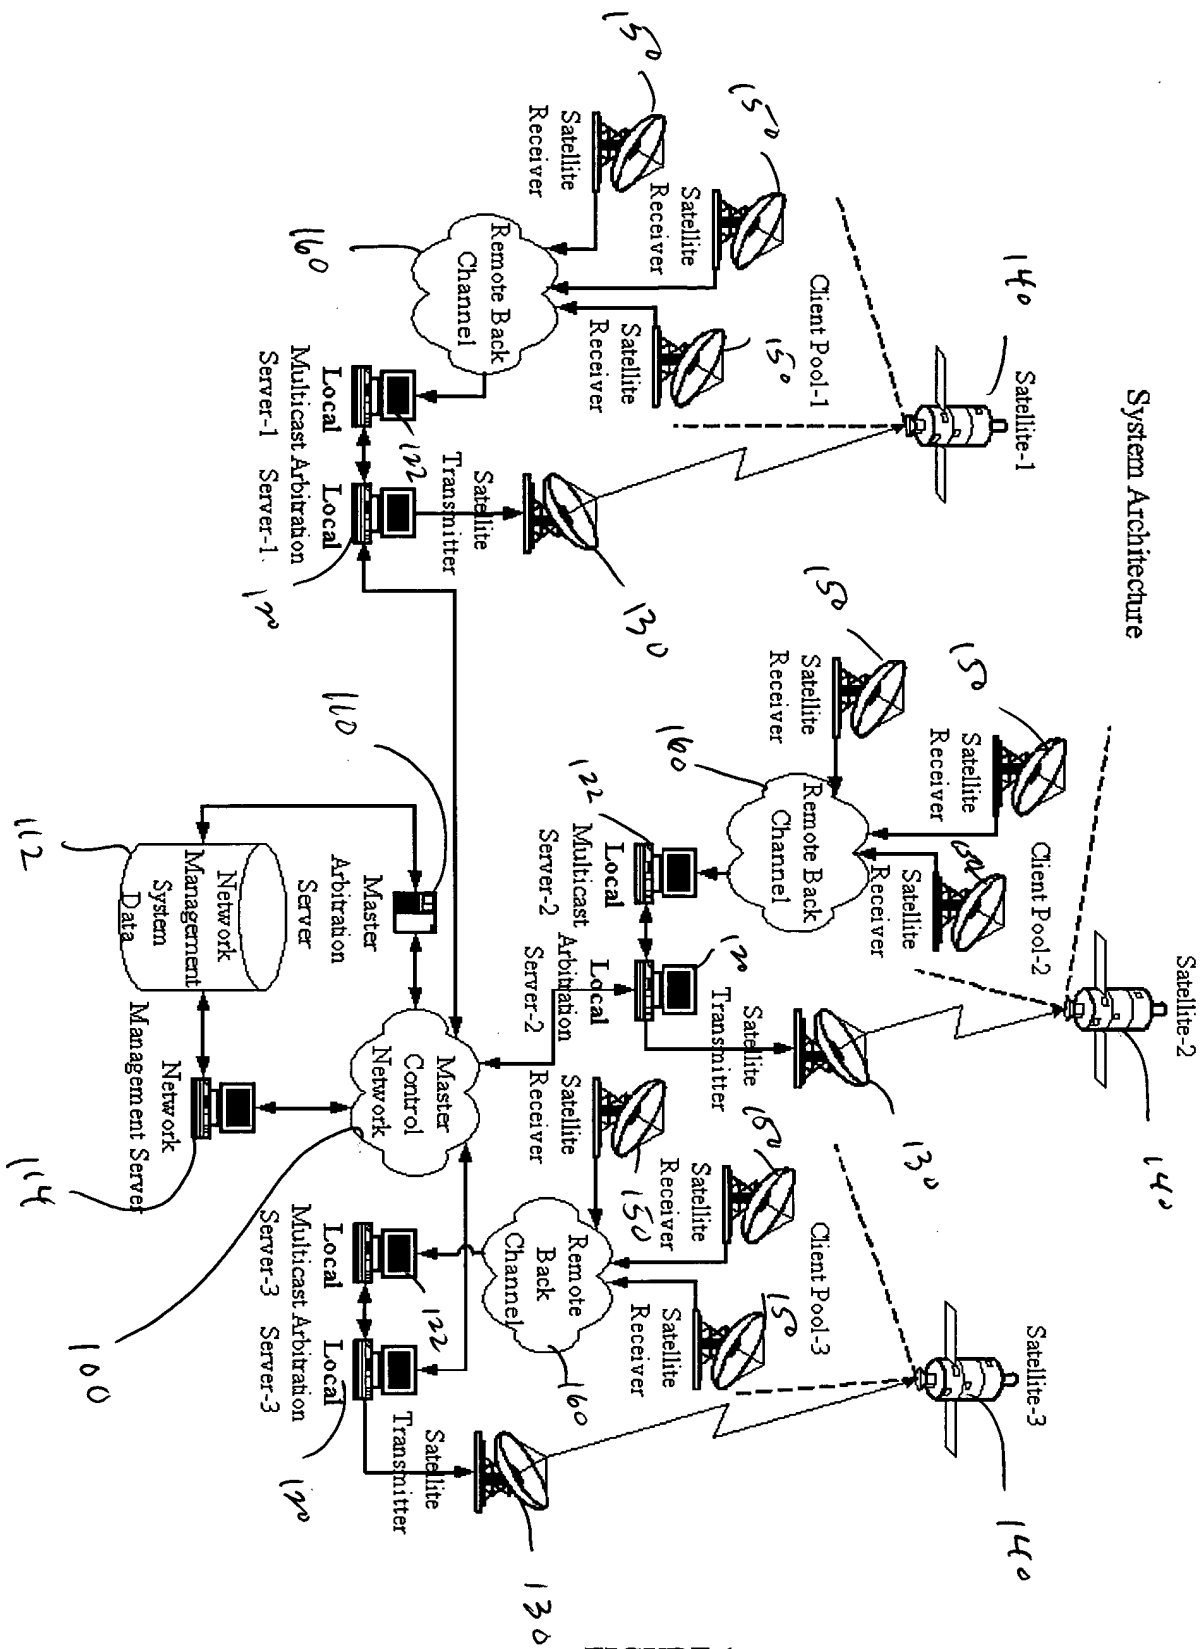 System Architecture
Satellite-1
140
Client Pool-1
150
150
150
Satellite
Receiver
Satellite
Receiver
Satellite
Receiver
Remote Back
Channel
160
Local
Multicast Arbitration
Server-1
122
Local
Server-1
120
Satellite
Transmitter
130
Satellite-2
140
Client Pool-2
150
150
150
Satellite
Receiver
Satellite
Receiver
Satellite
Receiver
Remote Back
Channel
160
122
Local
Multicast Arbitration
Server-2
Local
Server-2
120
Satellite
Transmitter
130
Satellite-3
140
Client Pool-3
150
150
150
Satellite
Receiver
Satellite
Receiver
Satellite
Receiver
Remote
Back
Channel
160
Local
Multicast Arbitration
Server-3
122
Local
Server-3
120
Satellite
Transmitter
130
110
Master
Arbitration
Server
Master
Control
Network
100
Network
Management
System
Data
112
Network
Management Server
114